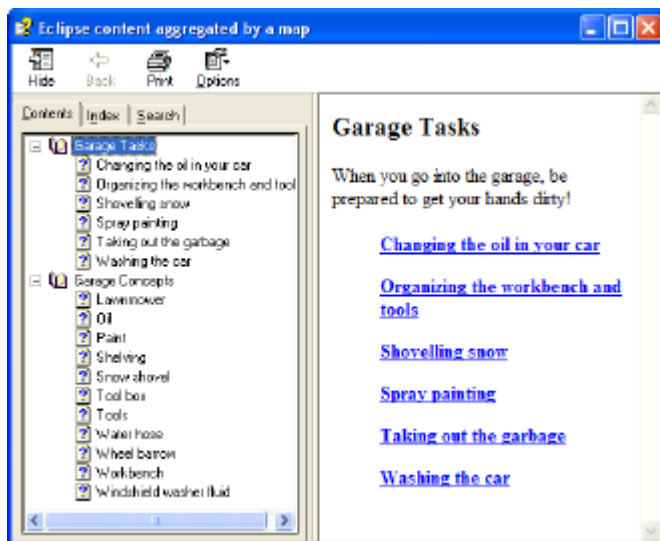 Eclipse content aggregated by a map
Hide Back Print Options
Contents Index Search
Garage Tasks
Changing the oil in your car
Organizing the workbench and tool
Shovelling snow
Spray painting
Taking out the garbage
Washing the car
Garage Concepts
Lawnmower
Oil
Paint
Shelving
Snow shovel
Tool box
Tools
Water hose
Wheel barrow
Workbench
Windshield washer fluid
Garage Tasks
When you go into the garage, be
prepared to get your hands dirty!
Changing the oil in your car
Organizing the workbench and
tools
Shovelling snow
Spray painting
Taking out the garbage
Washing the car